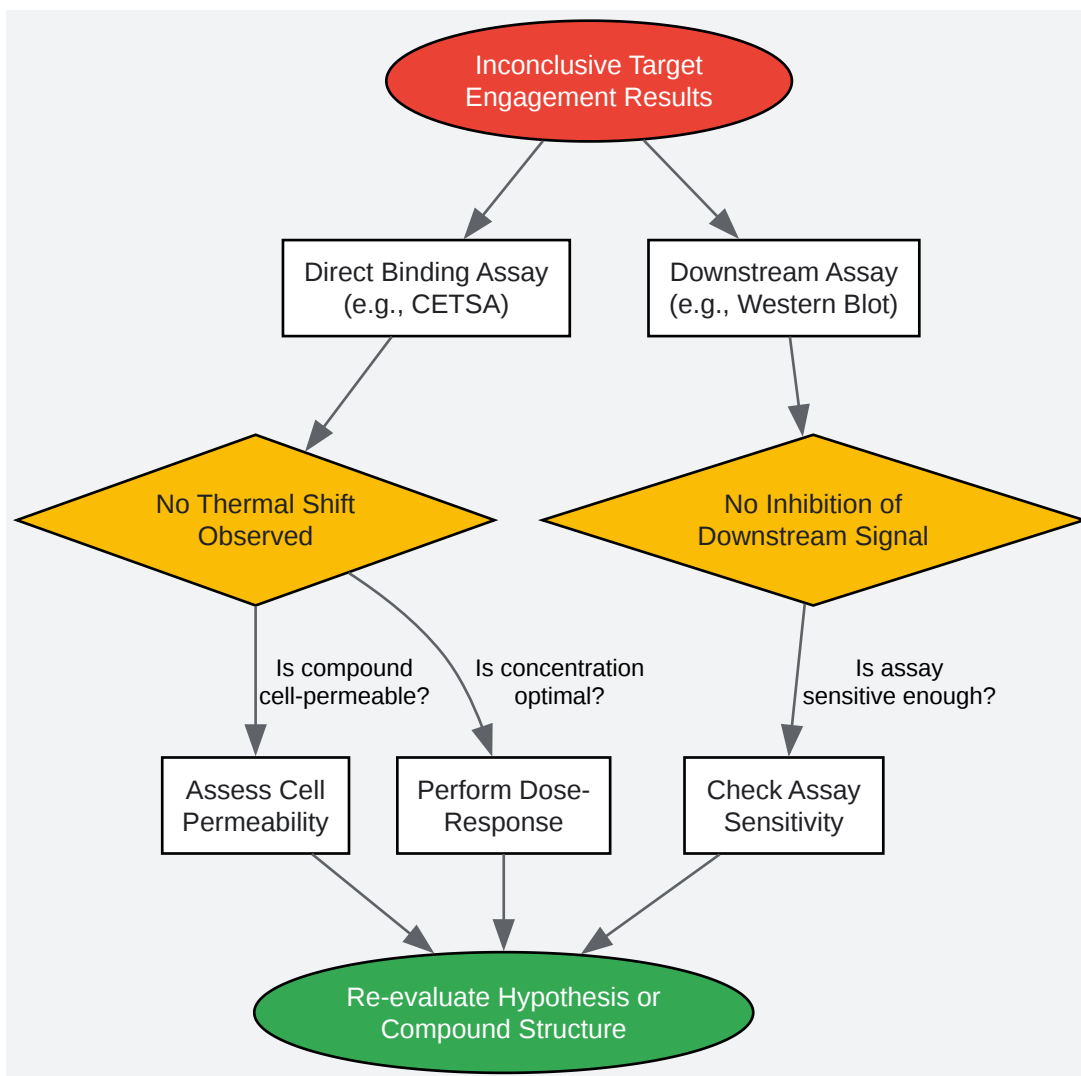 Inconclusive Target
Engagement Results
Direct Binding Assay
(e.g., CETSA)
Downstream Assay
(e.g., Western Blot)
No Thermal Shift
Observed
No Inhibition of
Downstream Signal
Is compound
cell-permeable?
Is concentration
optimal?
Is assay
sensitive enough?
Assess Cell
Permeability
Perform Dose-
Response
Check Assay
Sensitivity
Re-evaluate Hypothesis or
Compound Structure